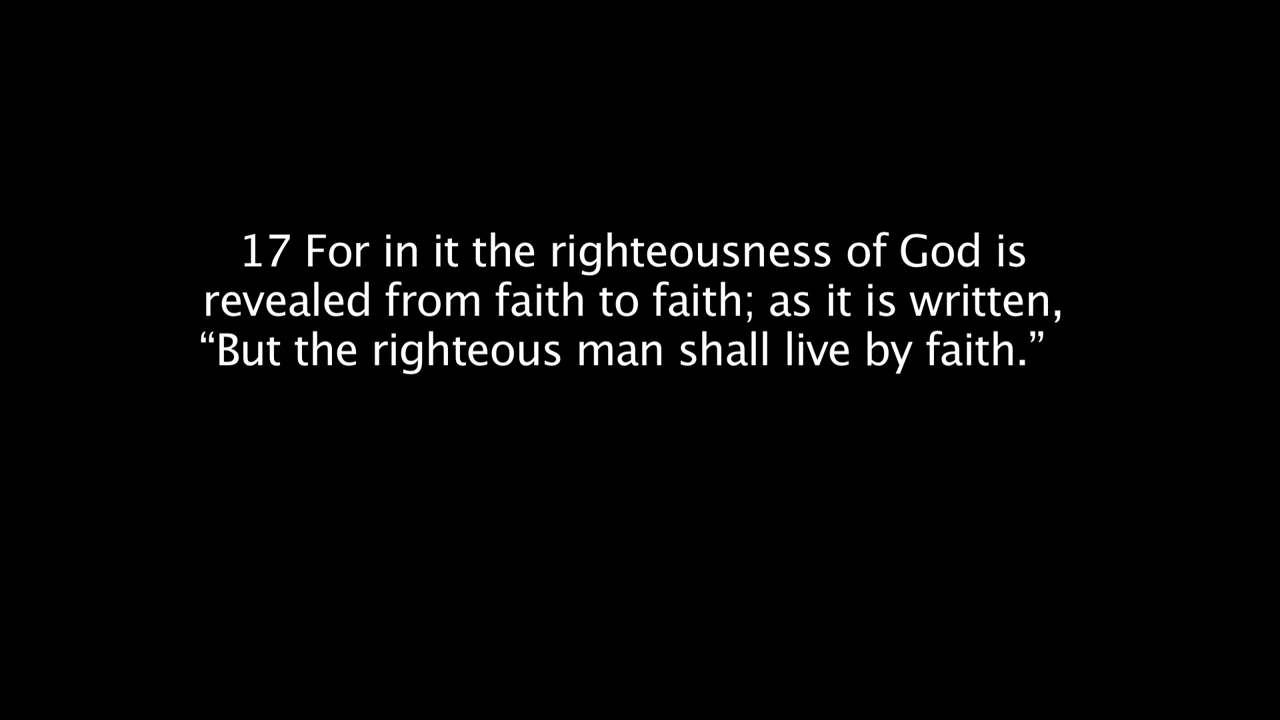 17 For in it the righteousness of God is
revealed from faith to faith; as it is written,
“But the righteous man shall live by faith.”